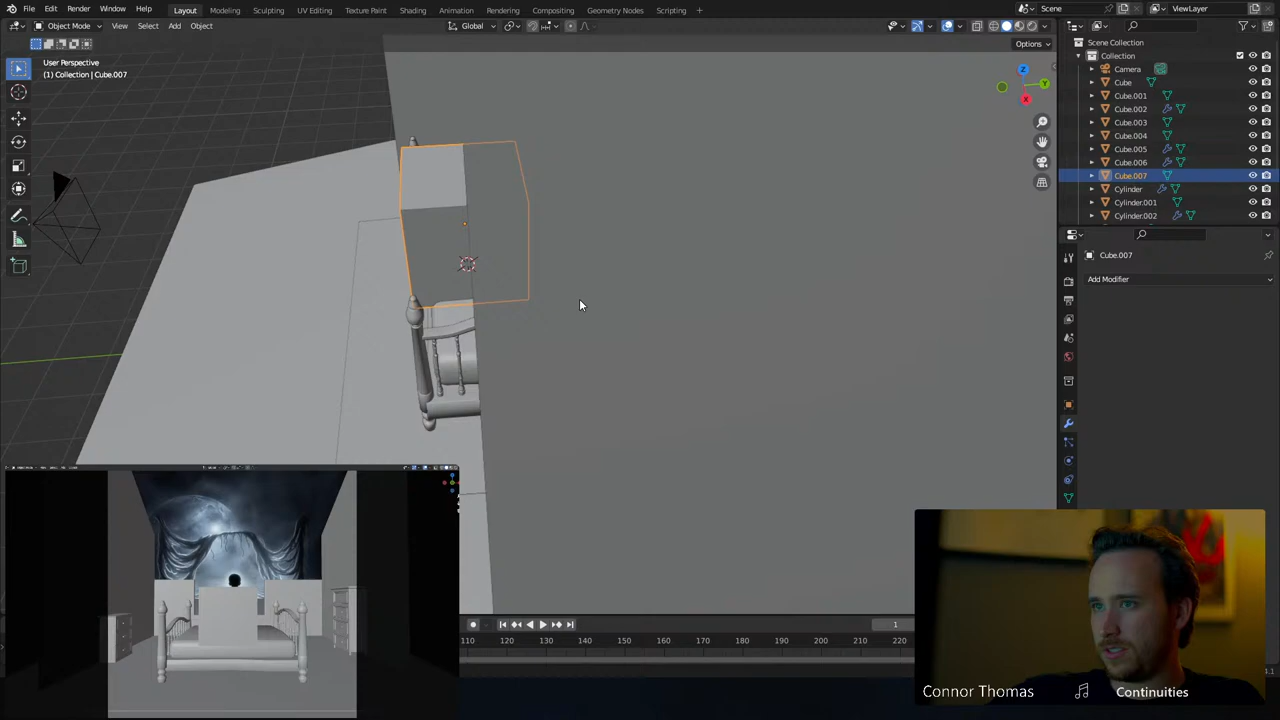 File Edit Render Window Help Layout Modeling Sculpting UV Editing Texture Paint Shading Animation Rendering Compositing Geometry Nodes Scripting + Scene ViewLayer
Object Mode View Select Add Object Global
Options
User Perspective
(1) Collection | Cube.007
Z
Y
X
Scene Collection
Collection
Camera
Cube
Cube.001
Cube.002
Cube.003
Cube.004
Cube.005
Cube.006
Cube.007
Cylinder
Cylinder.001
Cylinder.002
Cube.007
Add Modifier
1
110 120 130 140 150 160 170 180 190 200 210 220
Connor Thomas Continuities